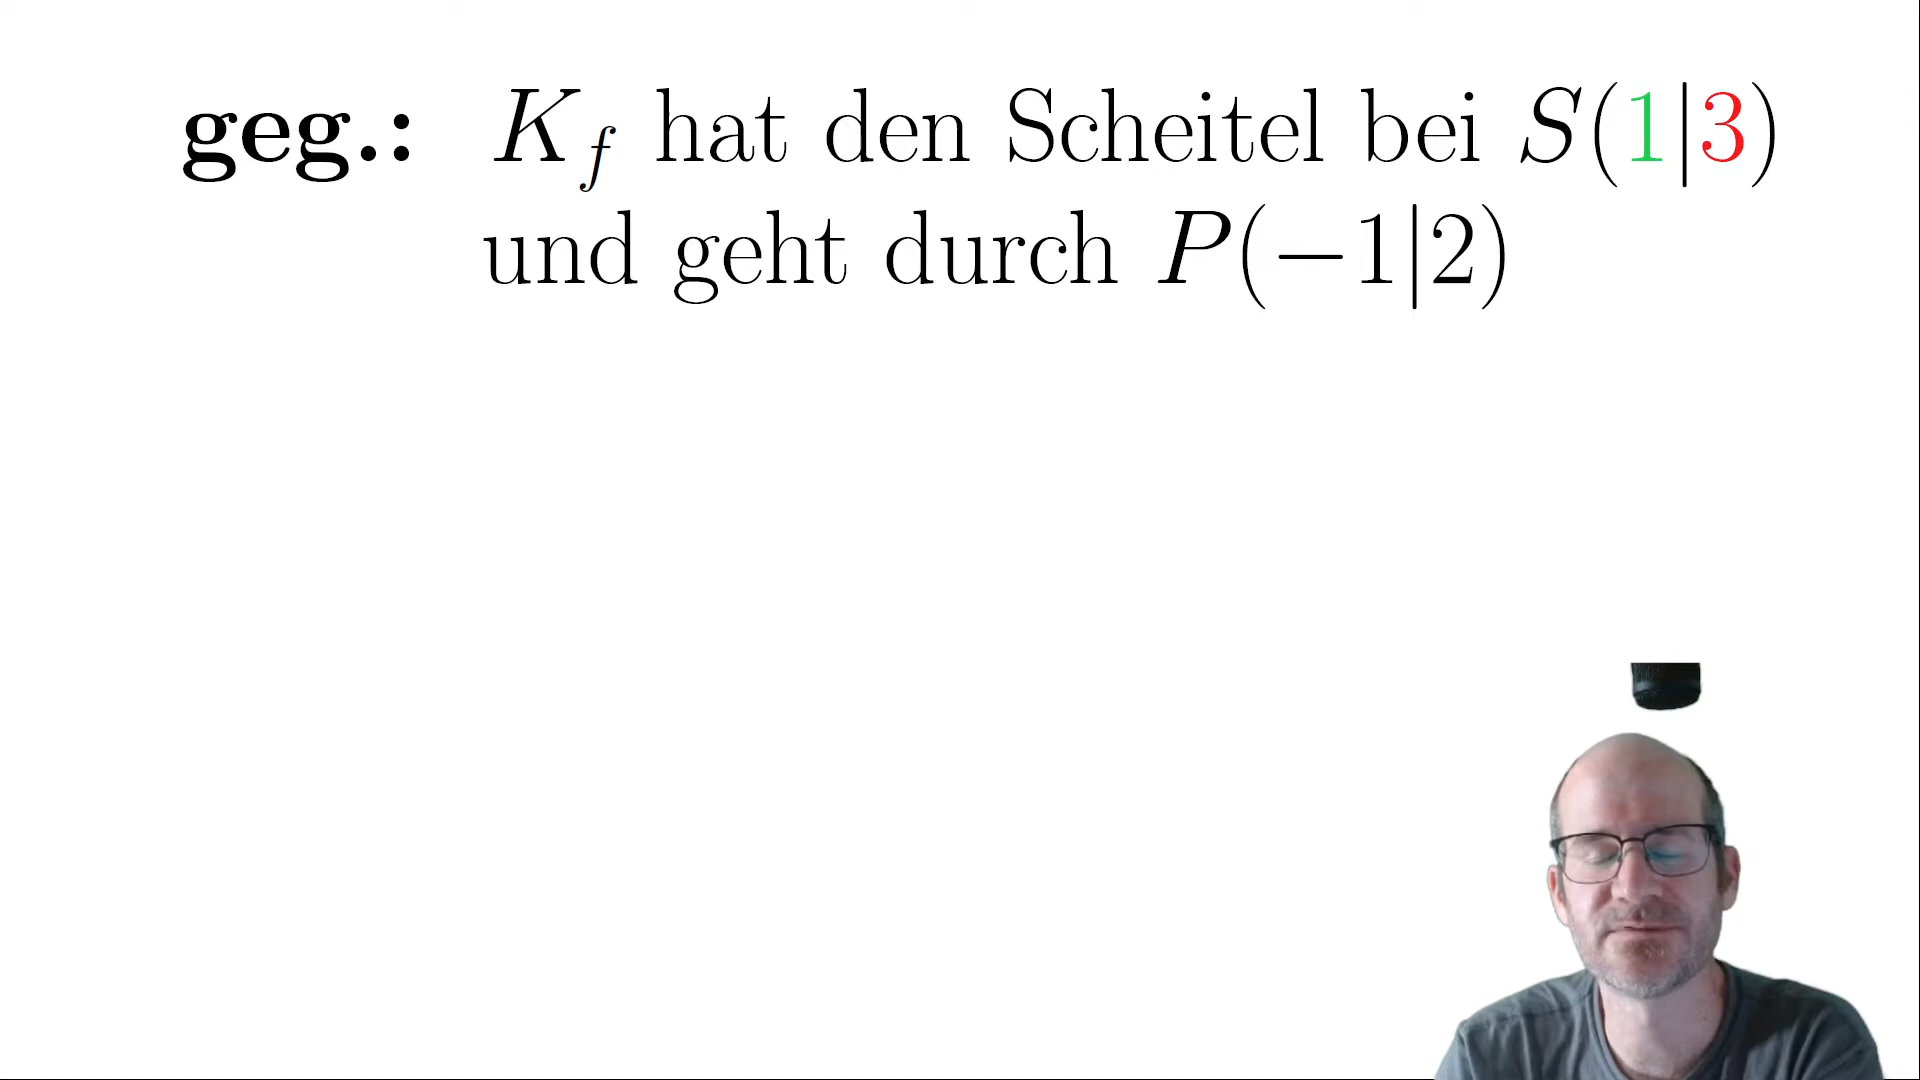 geg.: K_f hat den Scheitel bei S(1|3)
und geht durch P(−1|2)